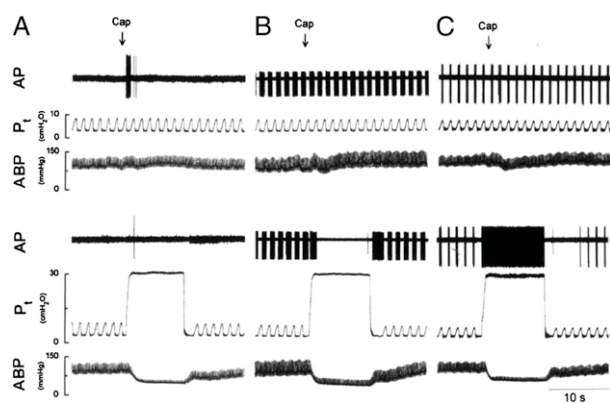 A B C
Cap Cap Cap
AP
10
Pt (cmH2O)
0
150
ABP (mmHg)
0
AP
30
Pt (cmH2O)
0
150
ABP (mmHg)
0
10 s